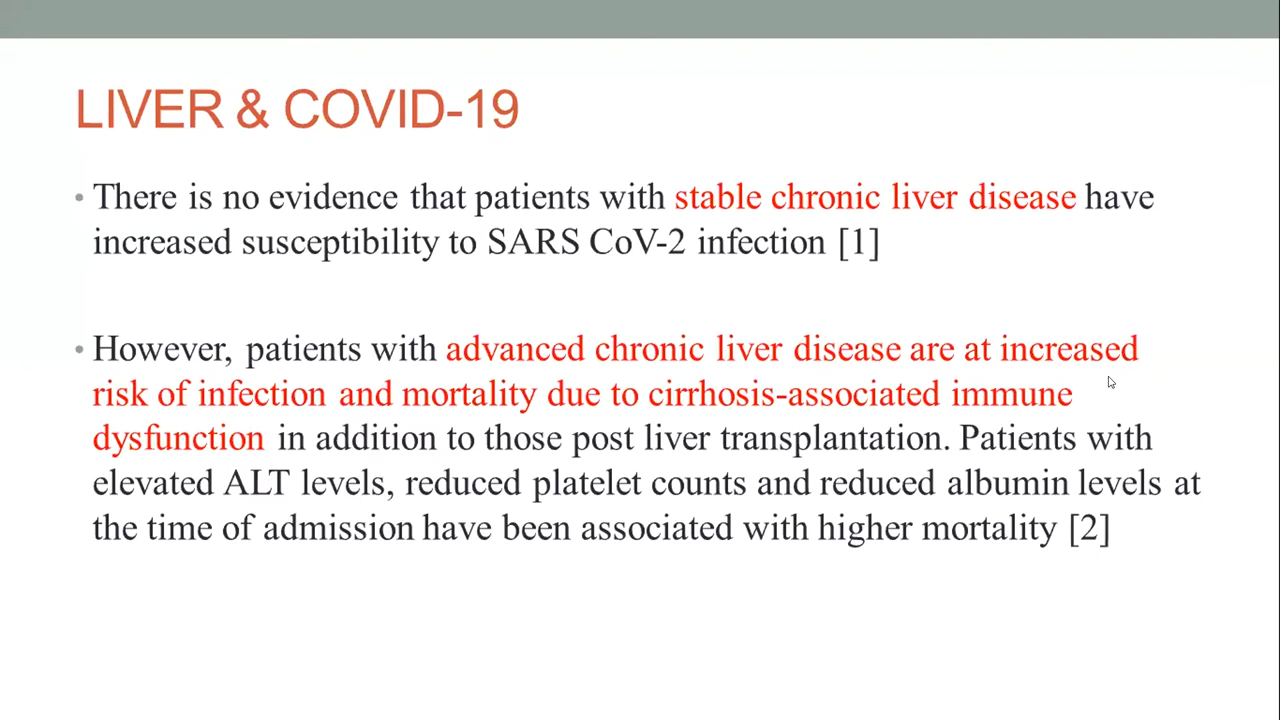 LIVER & COVID-19
• There is no evidence that patients with stable chronic liver disease have
increased susceptibility to SARS CoV-2 infection [1]
• However, patients with advanced chronic liver disease are at increased
risk of infection and mortality due to cirrhosis-associated immune
dysfunction in addition to those post liver transplantation. Patients with
elevated ALT levels, reduced platelet counts and reduced albumin levels at
the time of admission have been associated with higher mortality [2]